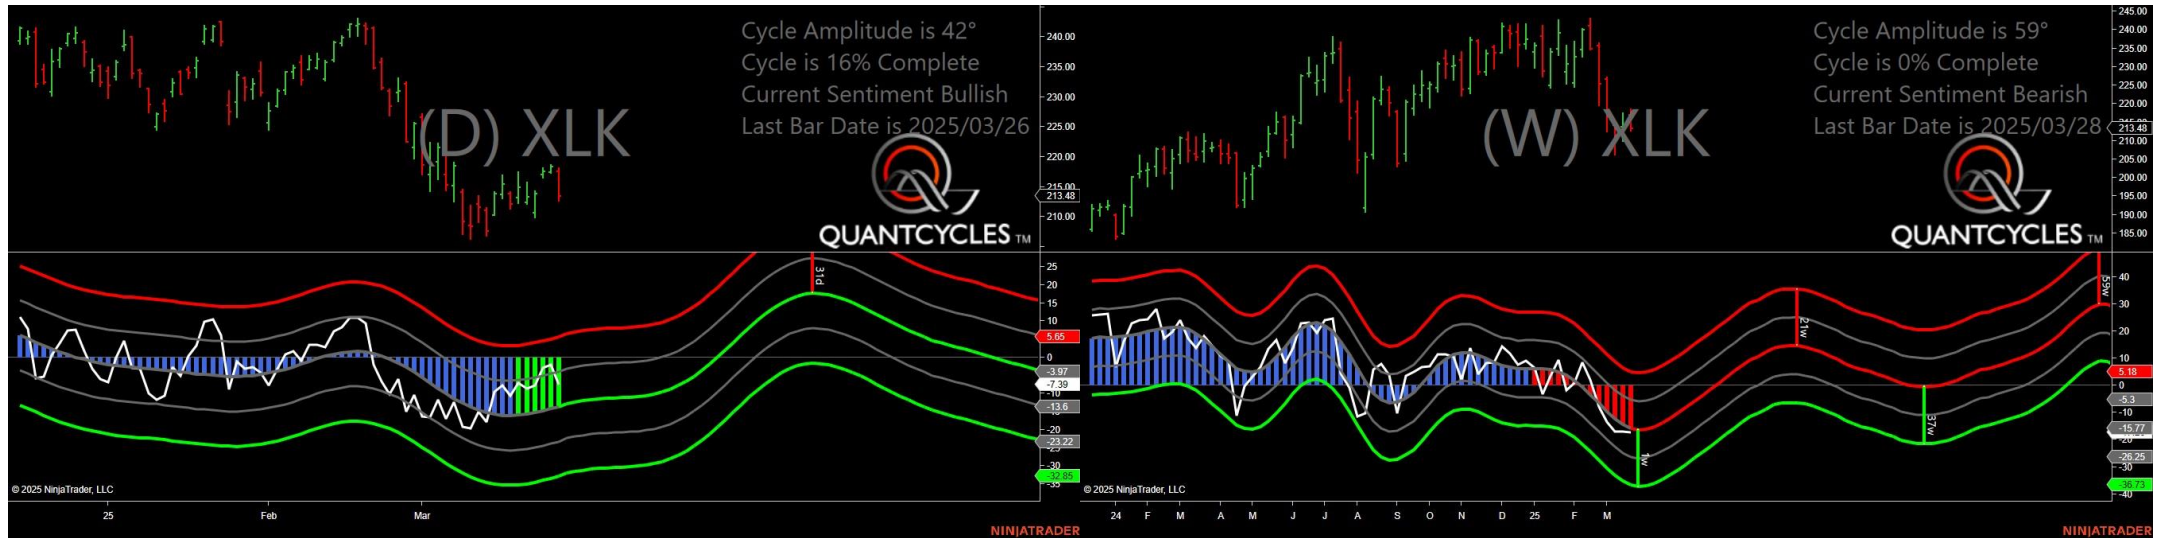 Cycle Amplitude is 42°
Cycle is 16% Complete
Current Sentiment Bullish
Last Bar Date is 2025/03/26
(D) XLK
QUANTCYCLES TM
240.00
235.00
230.00
225.00
220.00
215.00
213.48
210.00
31d
25
20
15
10
5.65
0
-3.97
-7.39
-10
-13.6
-20
-23.22
-30
-32.85
-35
© 2025 NinjaTrader, LLC
25
Feb
Mar
NINJATRADER
Cycle Amplitude is 59°
Cycle is 0% Complete
Current Sentiment Bearish
Last Bar Date is 2025/03/28
(W) XLK
QUANTCYCLES TM
245.00
240.00
235.00
230.00
225.00
220.00
215.00
213.48
210.00
205.00
200.00
195.00
190.00
185.00
21w
37w
59w
1w
40
30
20
10
5.18
0
-5.3
-10
-15.77
-20
-26.25
-30
-36.73
-40
© 2025 NinjaTrader, LLC
24
F
M
A
M
J
J
A
S
O
N
D
25
F
M
NINJATRADER